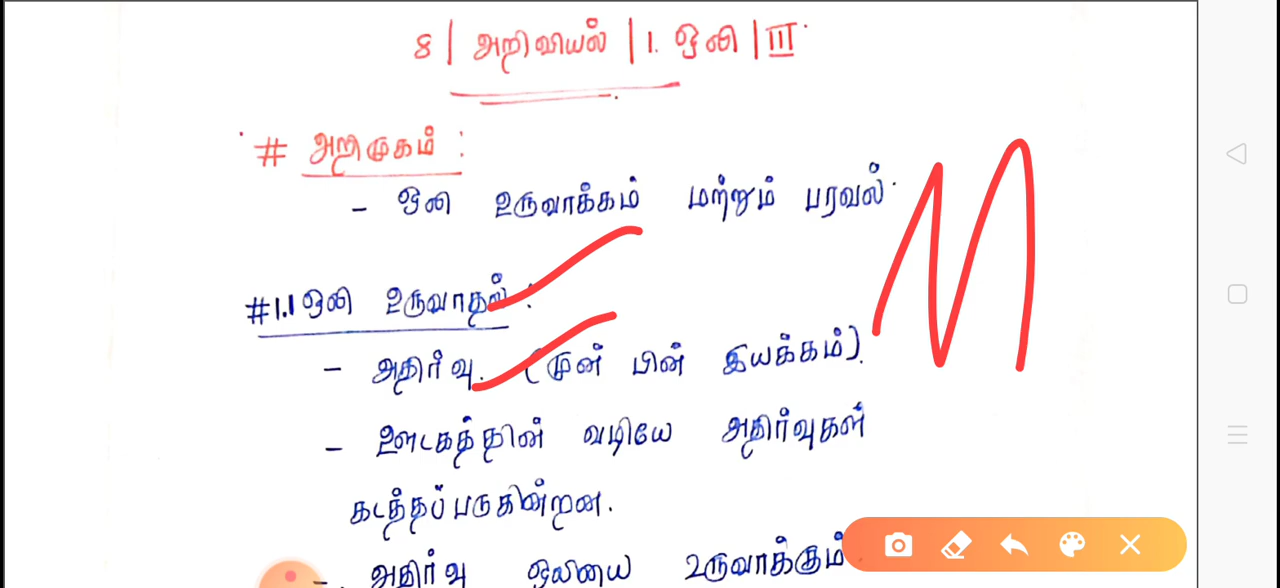 8 | அறிவியல் | 1. ஒலி | III
# அறிமுகம் :
- ஒலி உருவாக்கம் மற்றும் பரவல்.
#1.1 ஒலி உருவாதல் :
- அதிர்வு. (முன் பின் இயக்கம்).
- ஊடகத்தின் வழியே அதிர்வுகள்
கடத்தப்படுகின்றன.
- அதிர்வு ஒலியை உருவாக்கும்